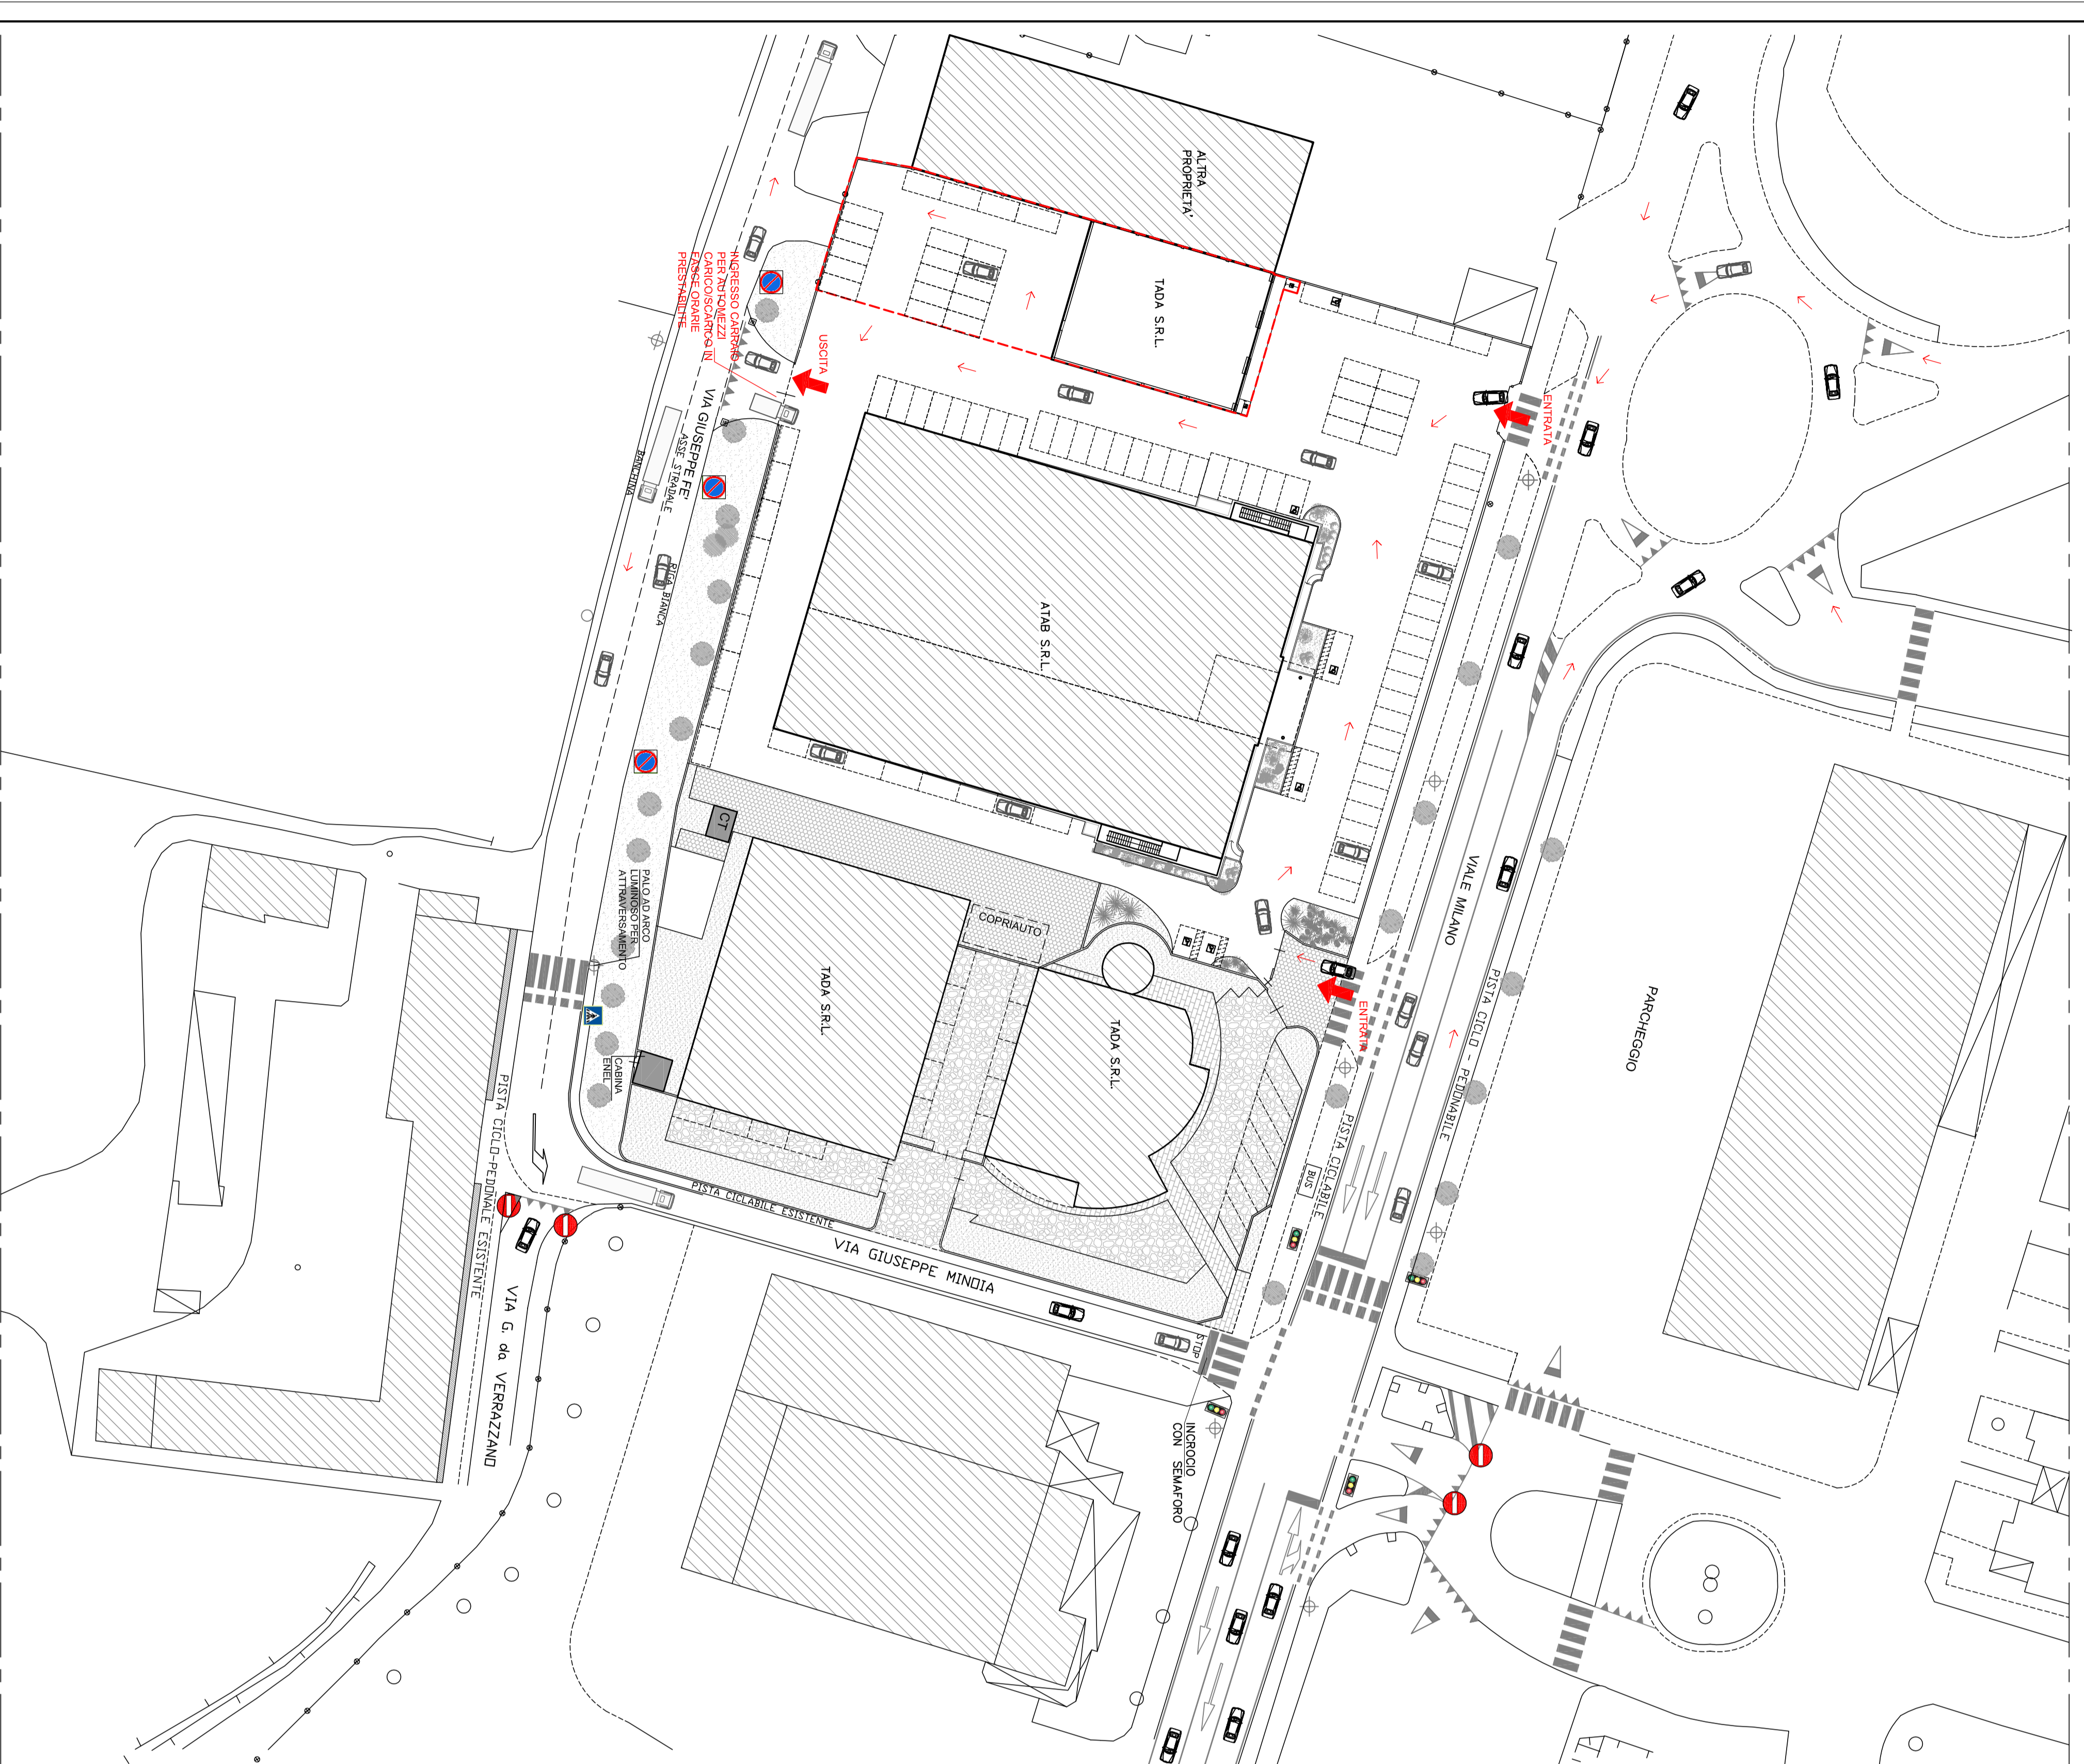 ALTRA
PROPRIETA'
TADA S.R.L.
INGRESSO CARRAIO
PER AUTOMEZZI
CARICO/SCARICO IN
FASCE ORARIE
PRESTABILITE
USCITA
ENTRATA
VIA GIUSEPPE FE'
ASSE STRADALE
BANCHINA
RIGA BIANCA
ATAB S.R.L.
VIALE MILANO
PISTA CICLO - PEDONABILE
PARCHEGGIO
CT
COPRIAUTO
PALO AD ARCO
LUMINOSO PER
ATTRAVERSAMENTO
TADA S.R.L.
TADA S.R.L.
ENTRATA
CABINA
ENEL
PISTA CICLABILE
BUS
PISTA CICLO-PEDONALE ESISTENTE
PISTA CICLABILE ESISTENTE
VIA GIUSEPPE MINOIA
STOP
VIA G. da VERRAZZANO
INCROCIO
CON SEMAFORO